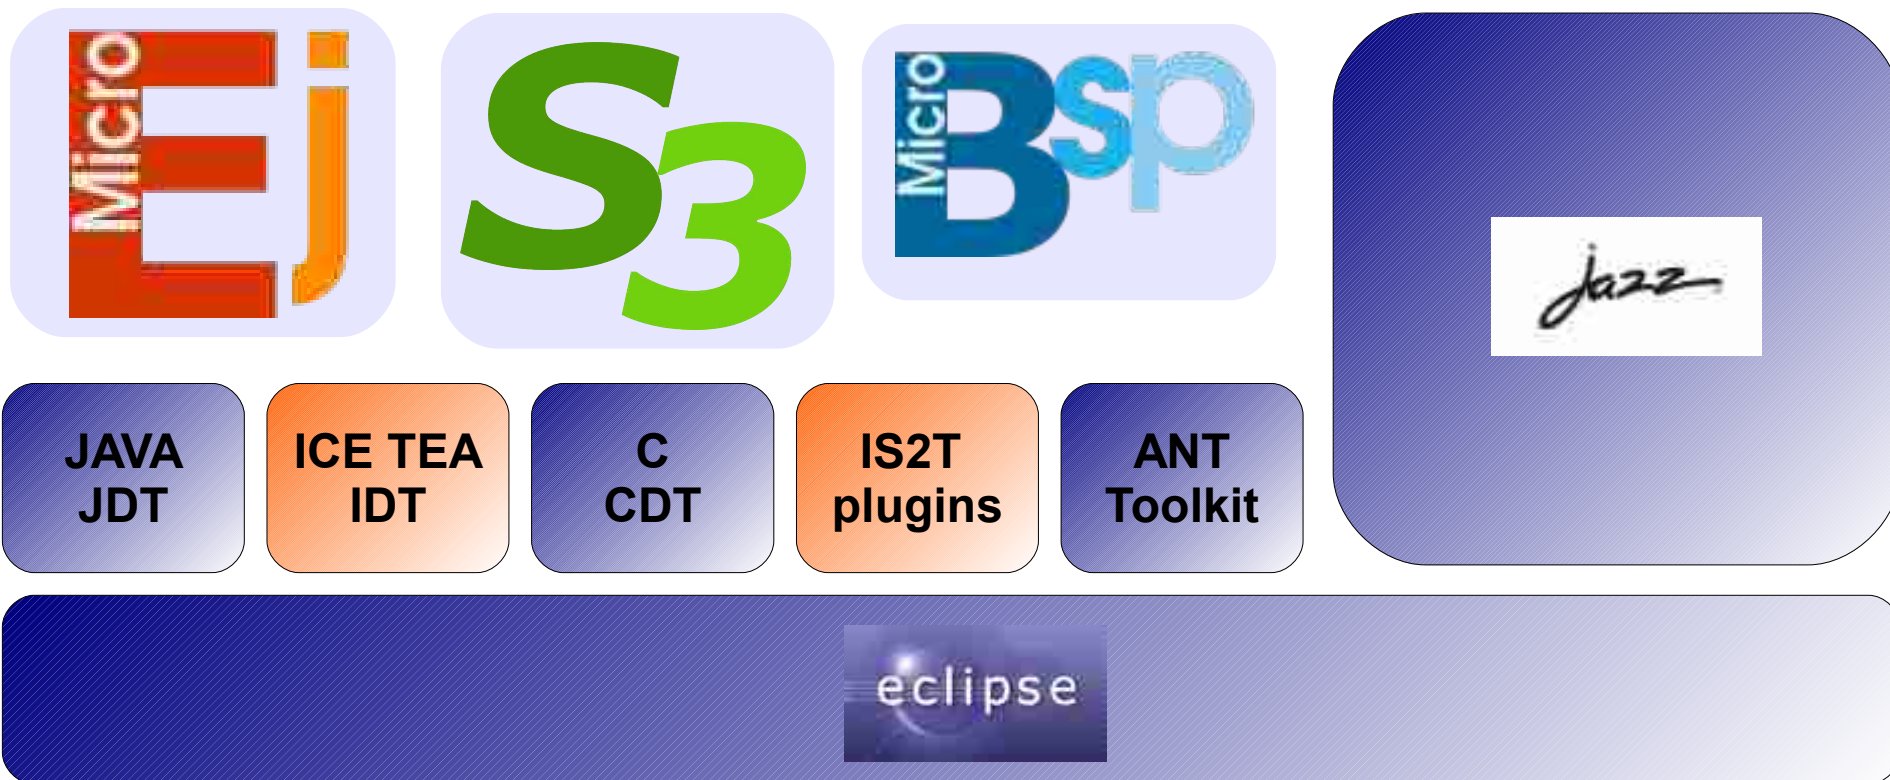 Micro
Ej
S3
Micro
Bsp
jazz
JAVA
JDT
ICE TEA
IDT
C
CDT
IS2T
plugins
ANT
Toolkit
eclipse